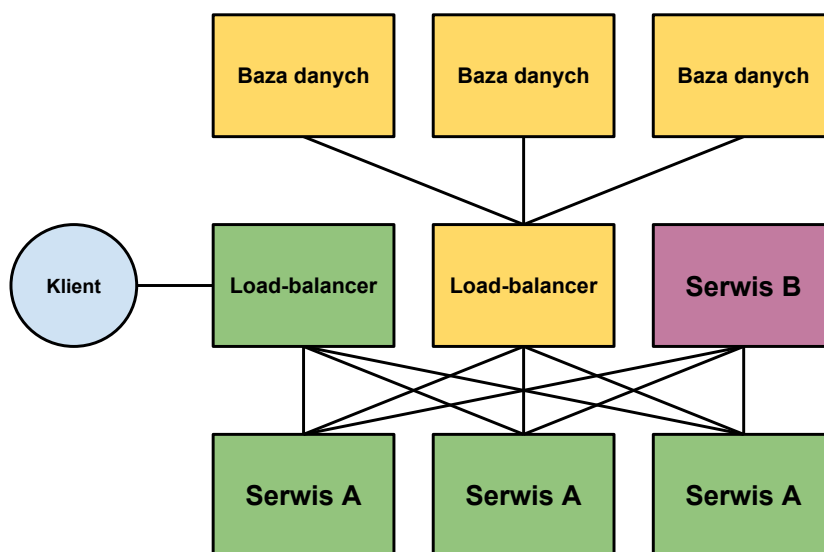 Baza danych
Baza danych
Baza danych
Klient
Load-balancer
Load-balancer
Serwis B
Serwis A
Serwis A
Serwis A